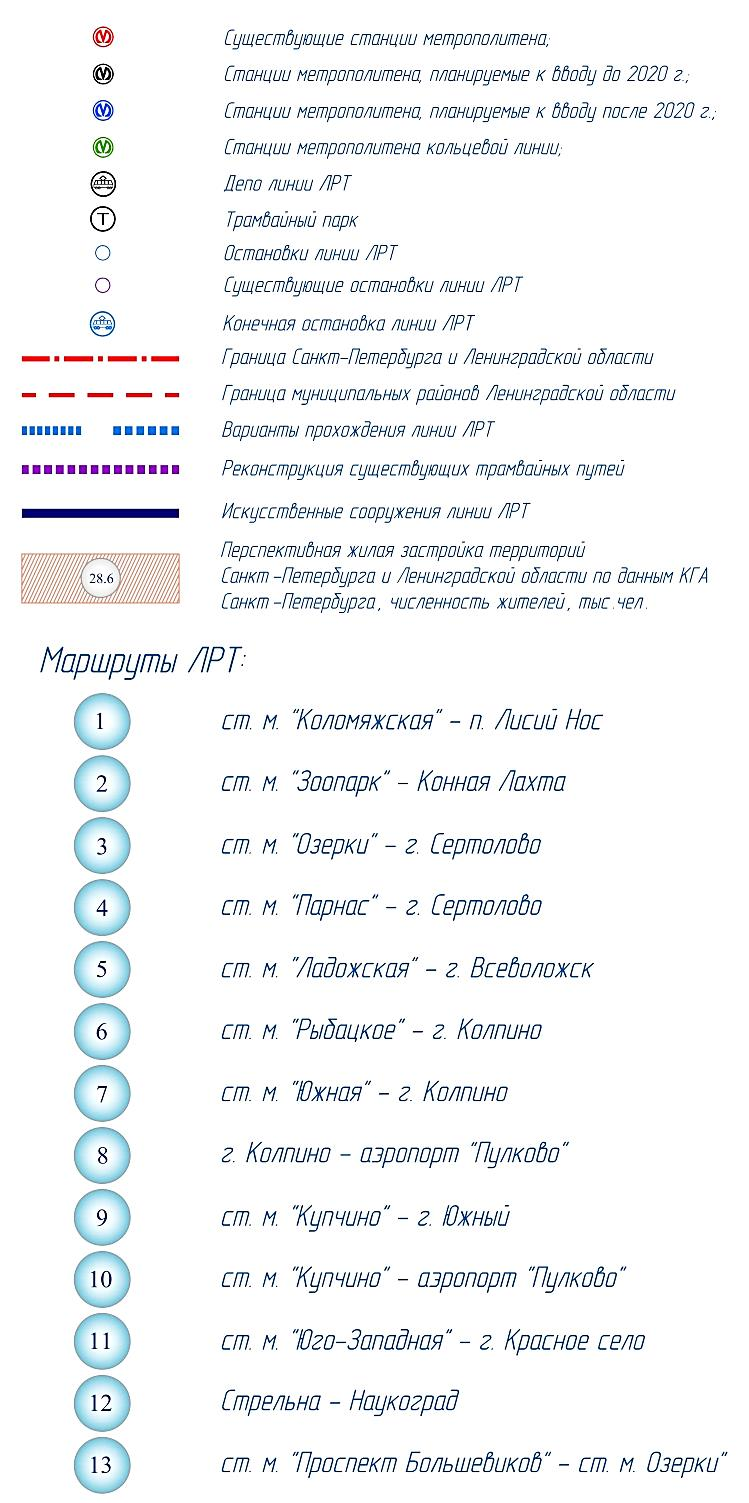 Существующие станции метрополитена;
Станции метрополитена, планируемые к вводу до 2020 г.;
Станции метрополитена, планируемые к вводу после 2020 г.;
Станции метрополитена кольцевой линии;
Депо линии ЛРТ
Т Трамвайный парк
Остановки линии ЛРТ
Существующие остановки линии ЛРТ
Конечная остановка линии ЛРТ
Граница Санкт-Петербурга и Ленинградской области
Граница муниципальных районов Ленинградской области
Варианты прохождения линии ЛРТ
Реконструкция существующих трамвайных путей
Искусственные сооружения линии ЛРТ
Перспективная жилая застройка территорий
28.6 Санкт-Петербурга и Ленинградской области по данным КГА
Санкт-Петербурга, численность жителей, тыс.чел.
Маршруты ЛРТ:
1 ст. м. "Коломяжская" - п. Лисий Нос
2 ст. м. "Зоопарк" - Конная Лахта
3 ст. м. "Озерки" - г. Сертолово
4 ст. м. "Парнас" - г. Сертолово
5 ст. м. "Ладожская" - г. Всеволожск
6 ст. м. "Рыбацкое" - г. Колпино
7 ст. м. "Южная" - г. Колпино
8 г. Колпино - аэропорт "Пулково"
9 ст. м. "Купчино" - г. Южный
10 ст. м. "Купчино" - аэропорт "Пулково"
11 ст. м. "Юго-Западная" - г. Красное село
12 Стрельна - Наукоград
13 ст. м. "Проспект Большевиков" - ст. м. Озерки"